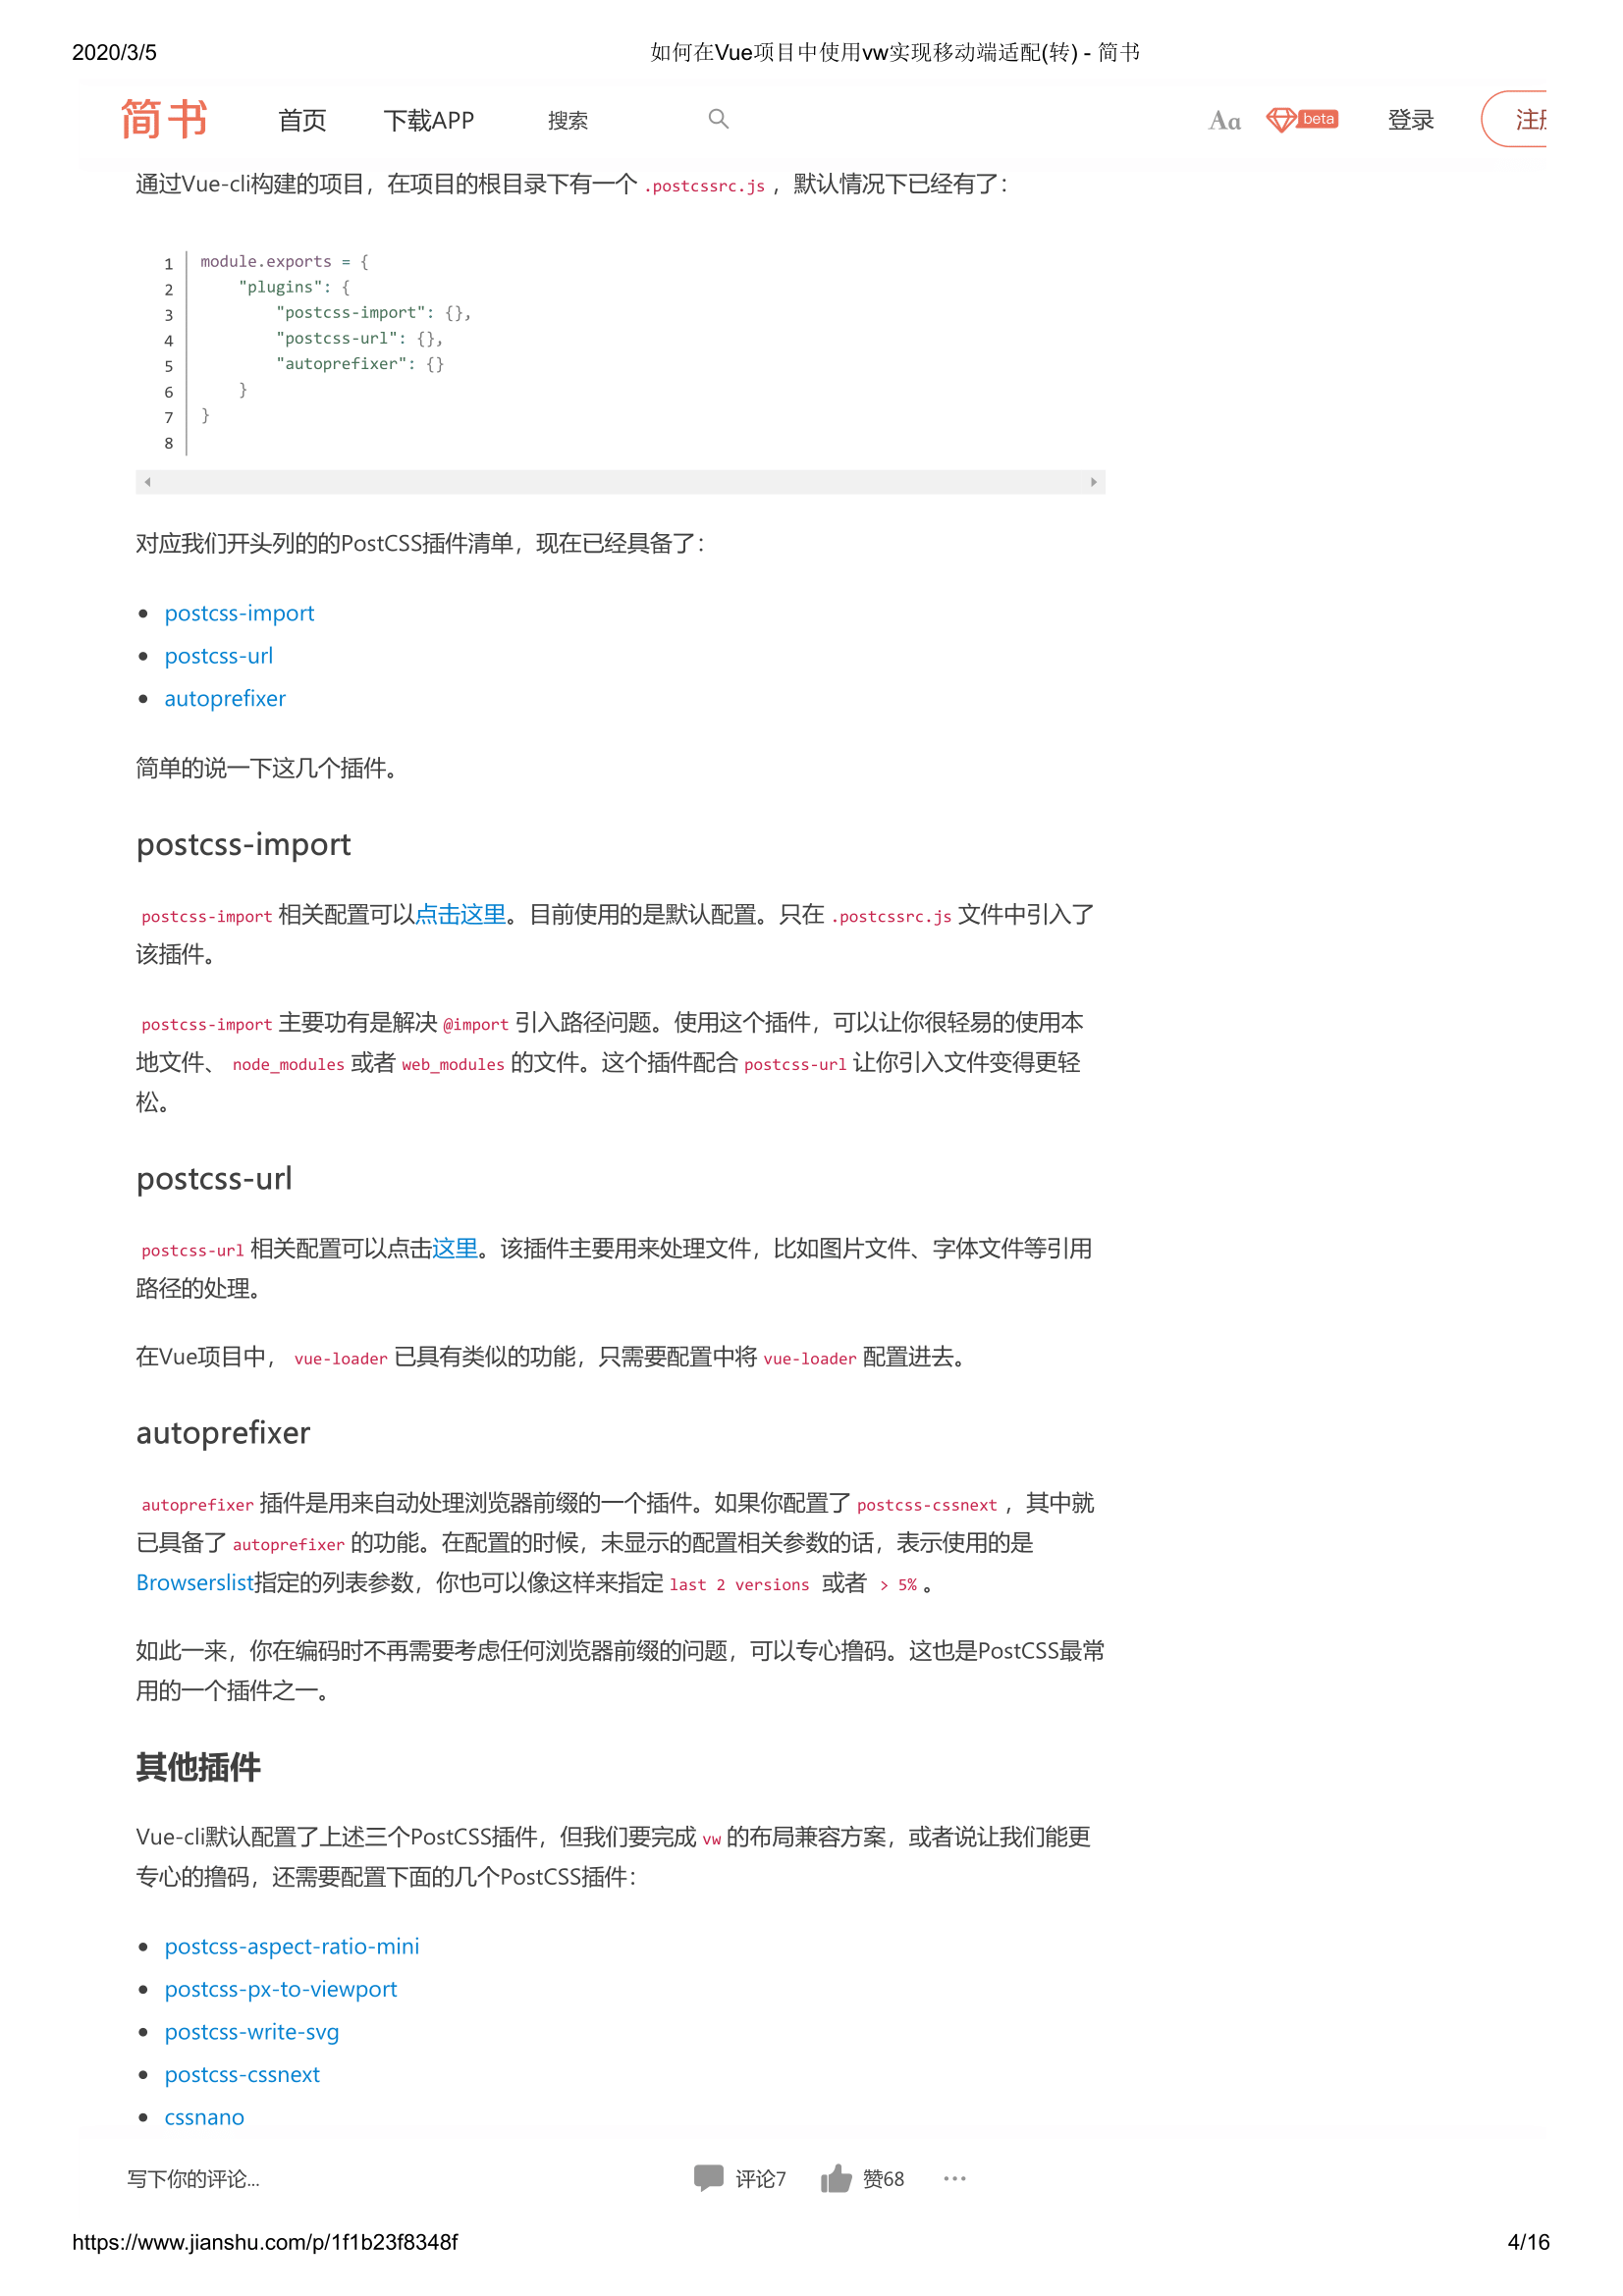 2020/3/5
如何在Vue项目中使用vw实现移动端适配(转) - 简书
简书 首页 下载APP 搜索 Aa beta 登录
通过Vue-cli构建的项目，在项目的根目录下有一个 .postcssrc.js ，默认情况下已经有了：
1 module.exports = {
2     "plugins": {
3         "postcss-import": {},
4         "postcss-url": {},
5         "autoprefixer": {}
6     }
7 }
8
对应我们开头列的的PostCSS插件清单，现在已经具备了：
• postcss-import
• postcss-url
• autoprefixer
简单的说一下这几个插件。
postcss-import
postcss-import 相关配置可以点击这里。目前使用的是默认配置。只在 .postcssrc.js 文件中引入了
该插件。
postcss-import 主要功有是解决 @import 引入路径问题。使用这个插件，可以让你很轻易的使用本
地文件、 node_modules 或者 web_modules 的文件。这个插件配合 postcss-url 让你引入文件变得更轻
松。
postcss-url
postcss-url 相关配置可以点击这里。该插件主要用来处理文件，比如图片文件、字体文件等引用
路径的处理。
在Vue项目中， vue-loader 已具有类似的功能，只需要配置中将 vue-loader 配置进去。
autoprefixer
autoprefixer 插件是用来自动处理浏览器前缀的一个插件。如果你配置了 postcss-cssnext ，其中就
已具备了 autoprefixer 的功能。在配置的时候，未显示的配置相关参数的话，表示使用的是
Browserslist指定的列表参数，你也可以像这样来指定 last 2 versions 或者 > 5% 。
如此一来，你在编码时不再需要考虑任何浏览器前缀的问题，可以专心撸码。这也是PostCSS最常
用的一个插件之一。
其他插件
Vue-cli默认配置了上述三个PostCSS插件，但我们要完成 vw 的布局兼容方案，或者说让我们能更
专心的撸码，还需要配置下面的几个PostCSS插件：
• postcss-aspect-ratio-mini
• postcss-px-to-viewport
• postcss-write-svg
• postcss-cssnext
• cssnano
写下你的评论... 评论7 赞68 ...
https://www.jianshu.com/p/1f1b23f8348f
4/16